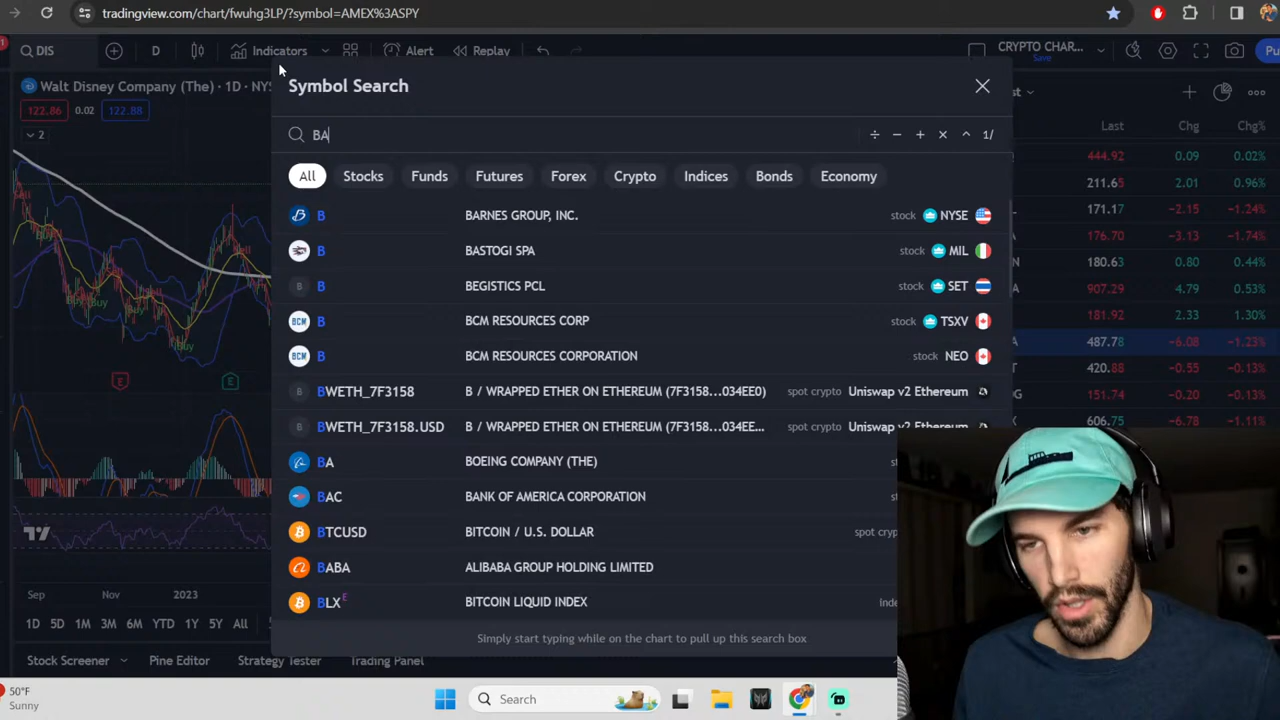 tradingview.com/chart/fwuhg3LP/?symbol=AMEX%3ASPY
DIS D Indicators Alert Replay CRYPTO CHAR... Save Pu
Walt Disney Company (The) · 1D · NYS
122.86 0.02 122.88
2
Symbol Search
BA
1/
All Stocks Funds Futures Forex Crypto Indices Bonds Economy
B BARNES GROUP, INC. stock NYSE
B BASTOGI SPA stock MIL
B BEGISTICS PCL stock SET
B BCM RESOURCES CORP stock TSXV
B BCM RESOURCES CORPORATION stock NEO
BWETH_7F3158 B / WRAPPED ETHER ON ETHEREUM (7F3158...034EE0) spot crypto Uniswap v2 Ethereum
BWETH_7F3158.USD B / WRAPPED ETHER ON ETHEREUM (7F3158...034EE... spot crypto Uniswap v2 Ethereum
BA BOEING COMPANY (THE)
BAC BANK OF AMERICA CORPORATION
BTCUSD BITCOIN / U.S. DOLLAR spot cryp
BABA ALIBABA GROUP HOLDING LIMITED
BLX E BITCOIN LIQUID INDEX inde
Simply start typing while on the chart to pull up this search box
Last Chg Chg%
444.92 0.09 0.02%
211.65 2.01 0.96%
171.17 −2.15 −1.24%
176.70 −3.13 −1.74%
180.63 0.80 0.44%
907.29 4.79 0.53%
181.92 2.33 1.30%
487.78 −6.08 −1.23%
420.88 −0.55 −0.13%
151.74 −0.20 −0.13%
606.75 −6.78 −1.11%
Sep Nov 2023
1D 5D 1M 3M 6M YTD 1Y 5Y All
Stock Screener Pine Editor Strategy Tester Trading Panel
50°F
Sunny
Search